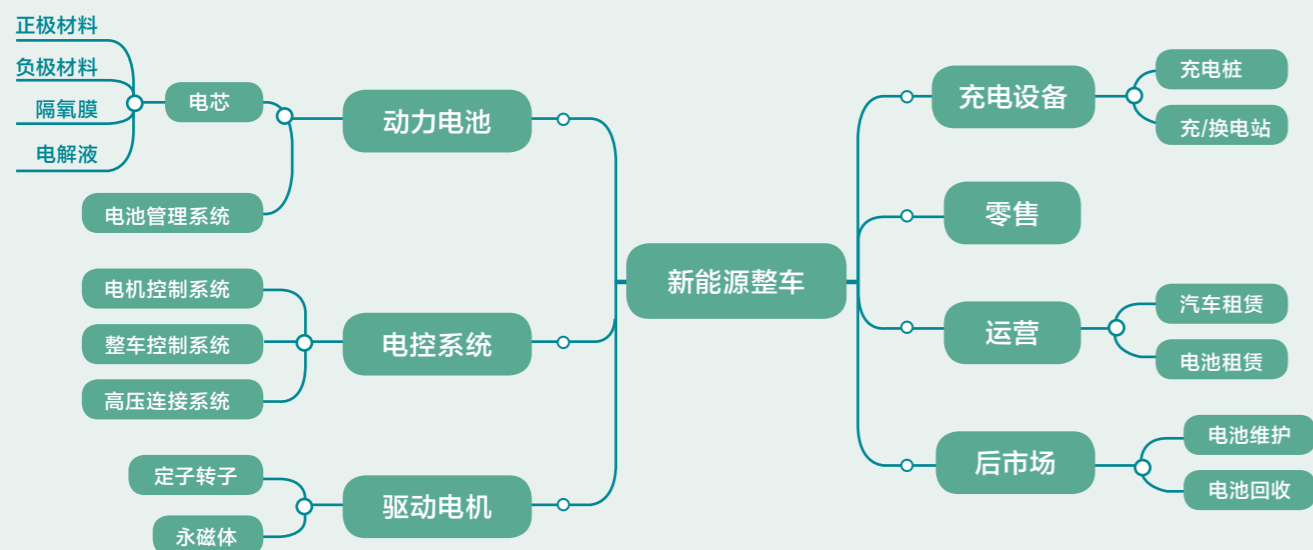 正极材料
负极材料
隔氧膜
电解液
电芯
电池管理系统
动力电池
电机控制系统
整车控制系统
高压连接系统
电控系统
定子转子
永磁体
驱动电机
新能源整车
充电设备
充电桩
充/换电站
零售
运营
汽车租赁
电池租赁
后市场
电池维护
电池回收